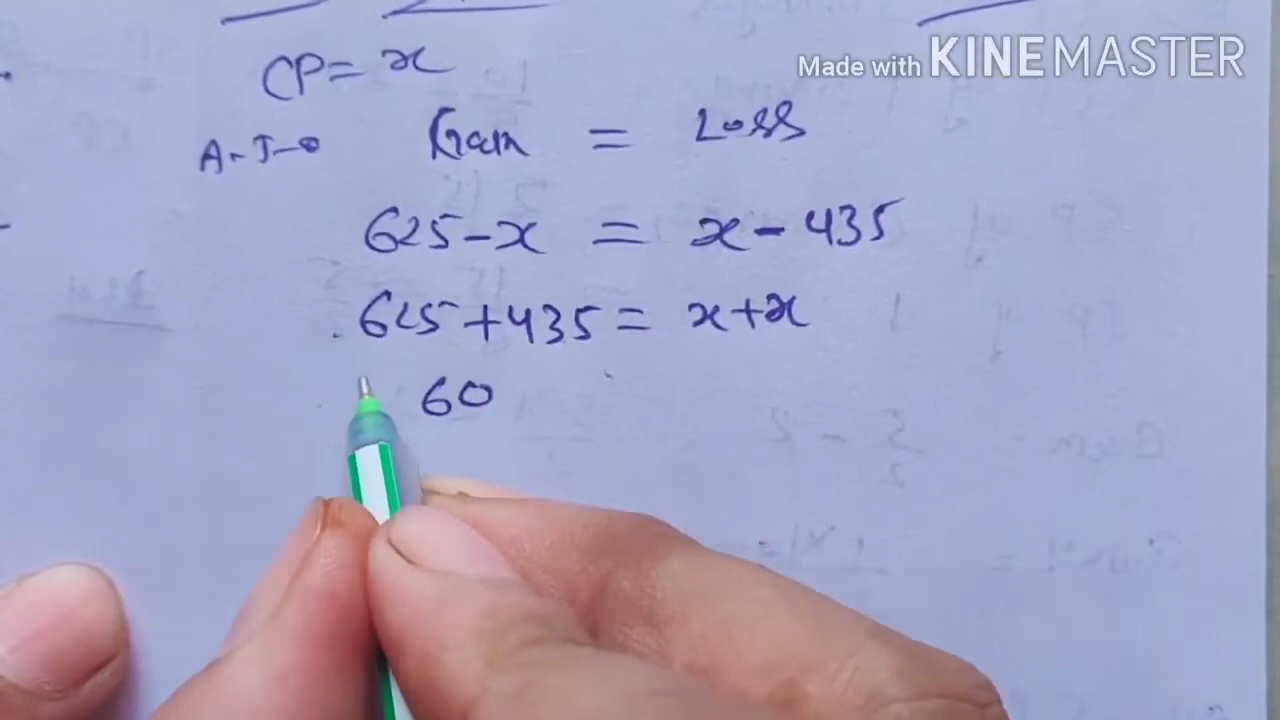 Made with KINEMASTER
CP = x
A-T-Q Gain = Loss
625 - x = x - 435
625 + 435 = x + x
60